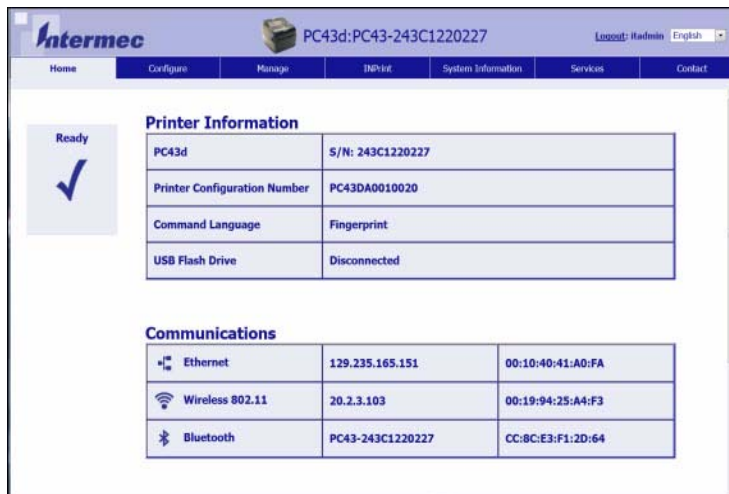 Intermec
PC43d:PC43-243C1220227
Logout: itadmin English
Home Configure Manage INPrint System Information Services Contact
Ready
Printer Information
PC43d S/N: 243C1220227
Printer Configuration Number PC43DA0010020
Command Language Fingerprint
USB Flash Drive Disconnected
Communications
Ethernet 129.235.165.151 00:10:40:41:A0:FA
Wireless 802.11 20.2.3.103 00:19:94:25:A4:F3
Bluetooth PC43-243C1220227 CC:8C:E3:F1:2D:64